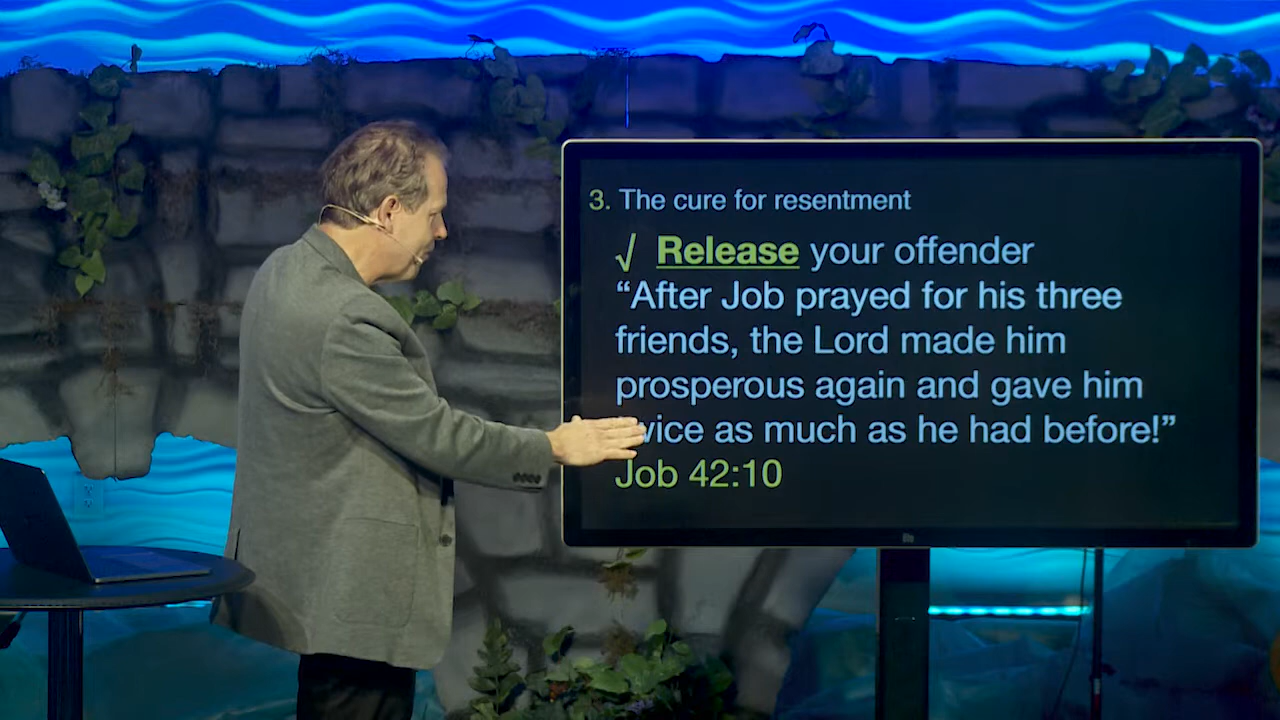 3. The cure for resentment
√ Release your offender
“After Job prayed for his three
friends, the Lord made him
prosperous again and gave him
twice as much as he had before!”
Job 42:10